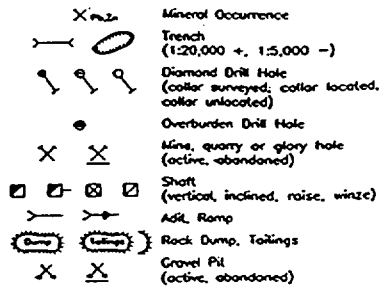 Pb,Zn Mineral Occurrence
Trench
(1:20,000 +, 1:5,000 -)
Diamond Drill Hole
(collar surveyed; collar located,
collar unlocated)
Overburden Drill Hole
Mine, quarry or glory hole
(active, abandoned)
Shaft
(vertical, inclined, raise, winze)
Adit, Ramp
Dump Tailings Rock Dump, Tailings
Gravel Pit
(active, abandoned)